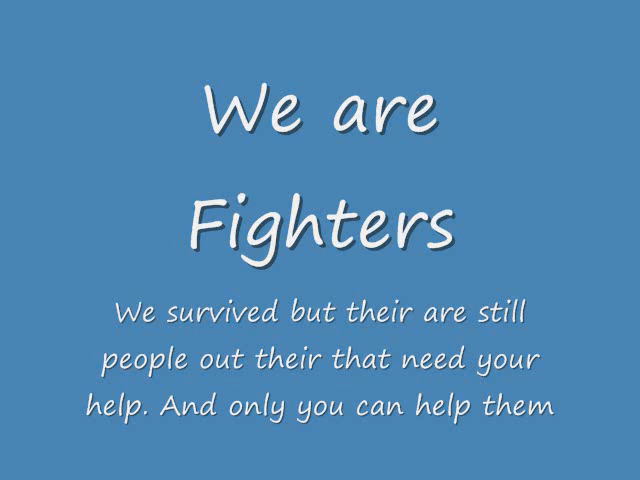 We are
Fighters
We survived but their are still
people out their that need your
help. And only you can help them